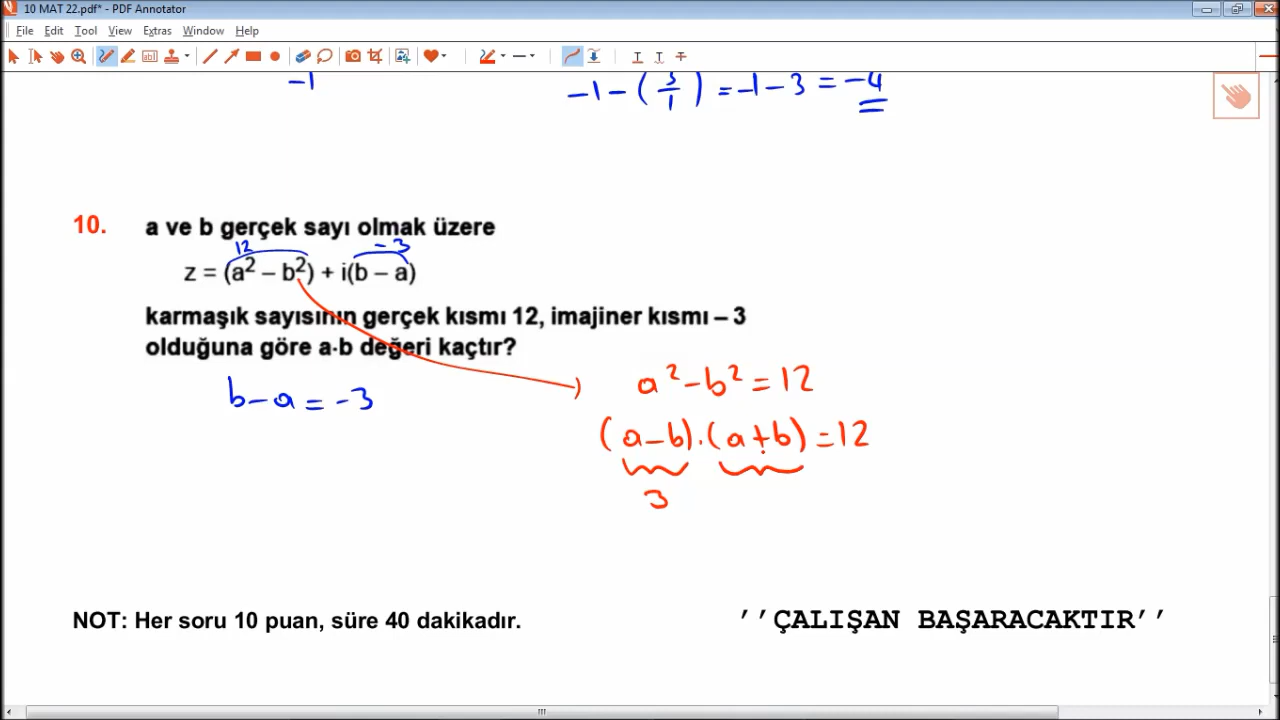 10 MAT 22.pdf* - PDF Annotator
File Edit Tool View Extras Window Help
-1
-1-(3/1) = -1-3 = -4
10. a ve b gerçek sayı olmak üzere
12 -3
z = (a² – b²) + i(b – a)
karmaşık sayısının gerçek kısmı 12, imajiner kısmı – 3
olduğuna göre a·b değeri kaçtır?
b-a=-3
a²-b²=12
(a-b).(a+b)=12
3
NOT: Her soru 10 puan, süre 40 dakikadır.
''ÇALIŞAN BAŞARACAKTIR''